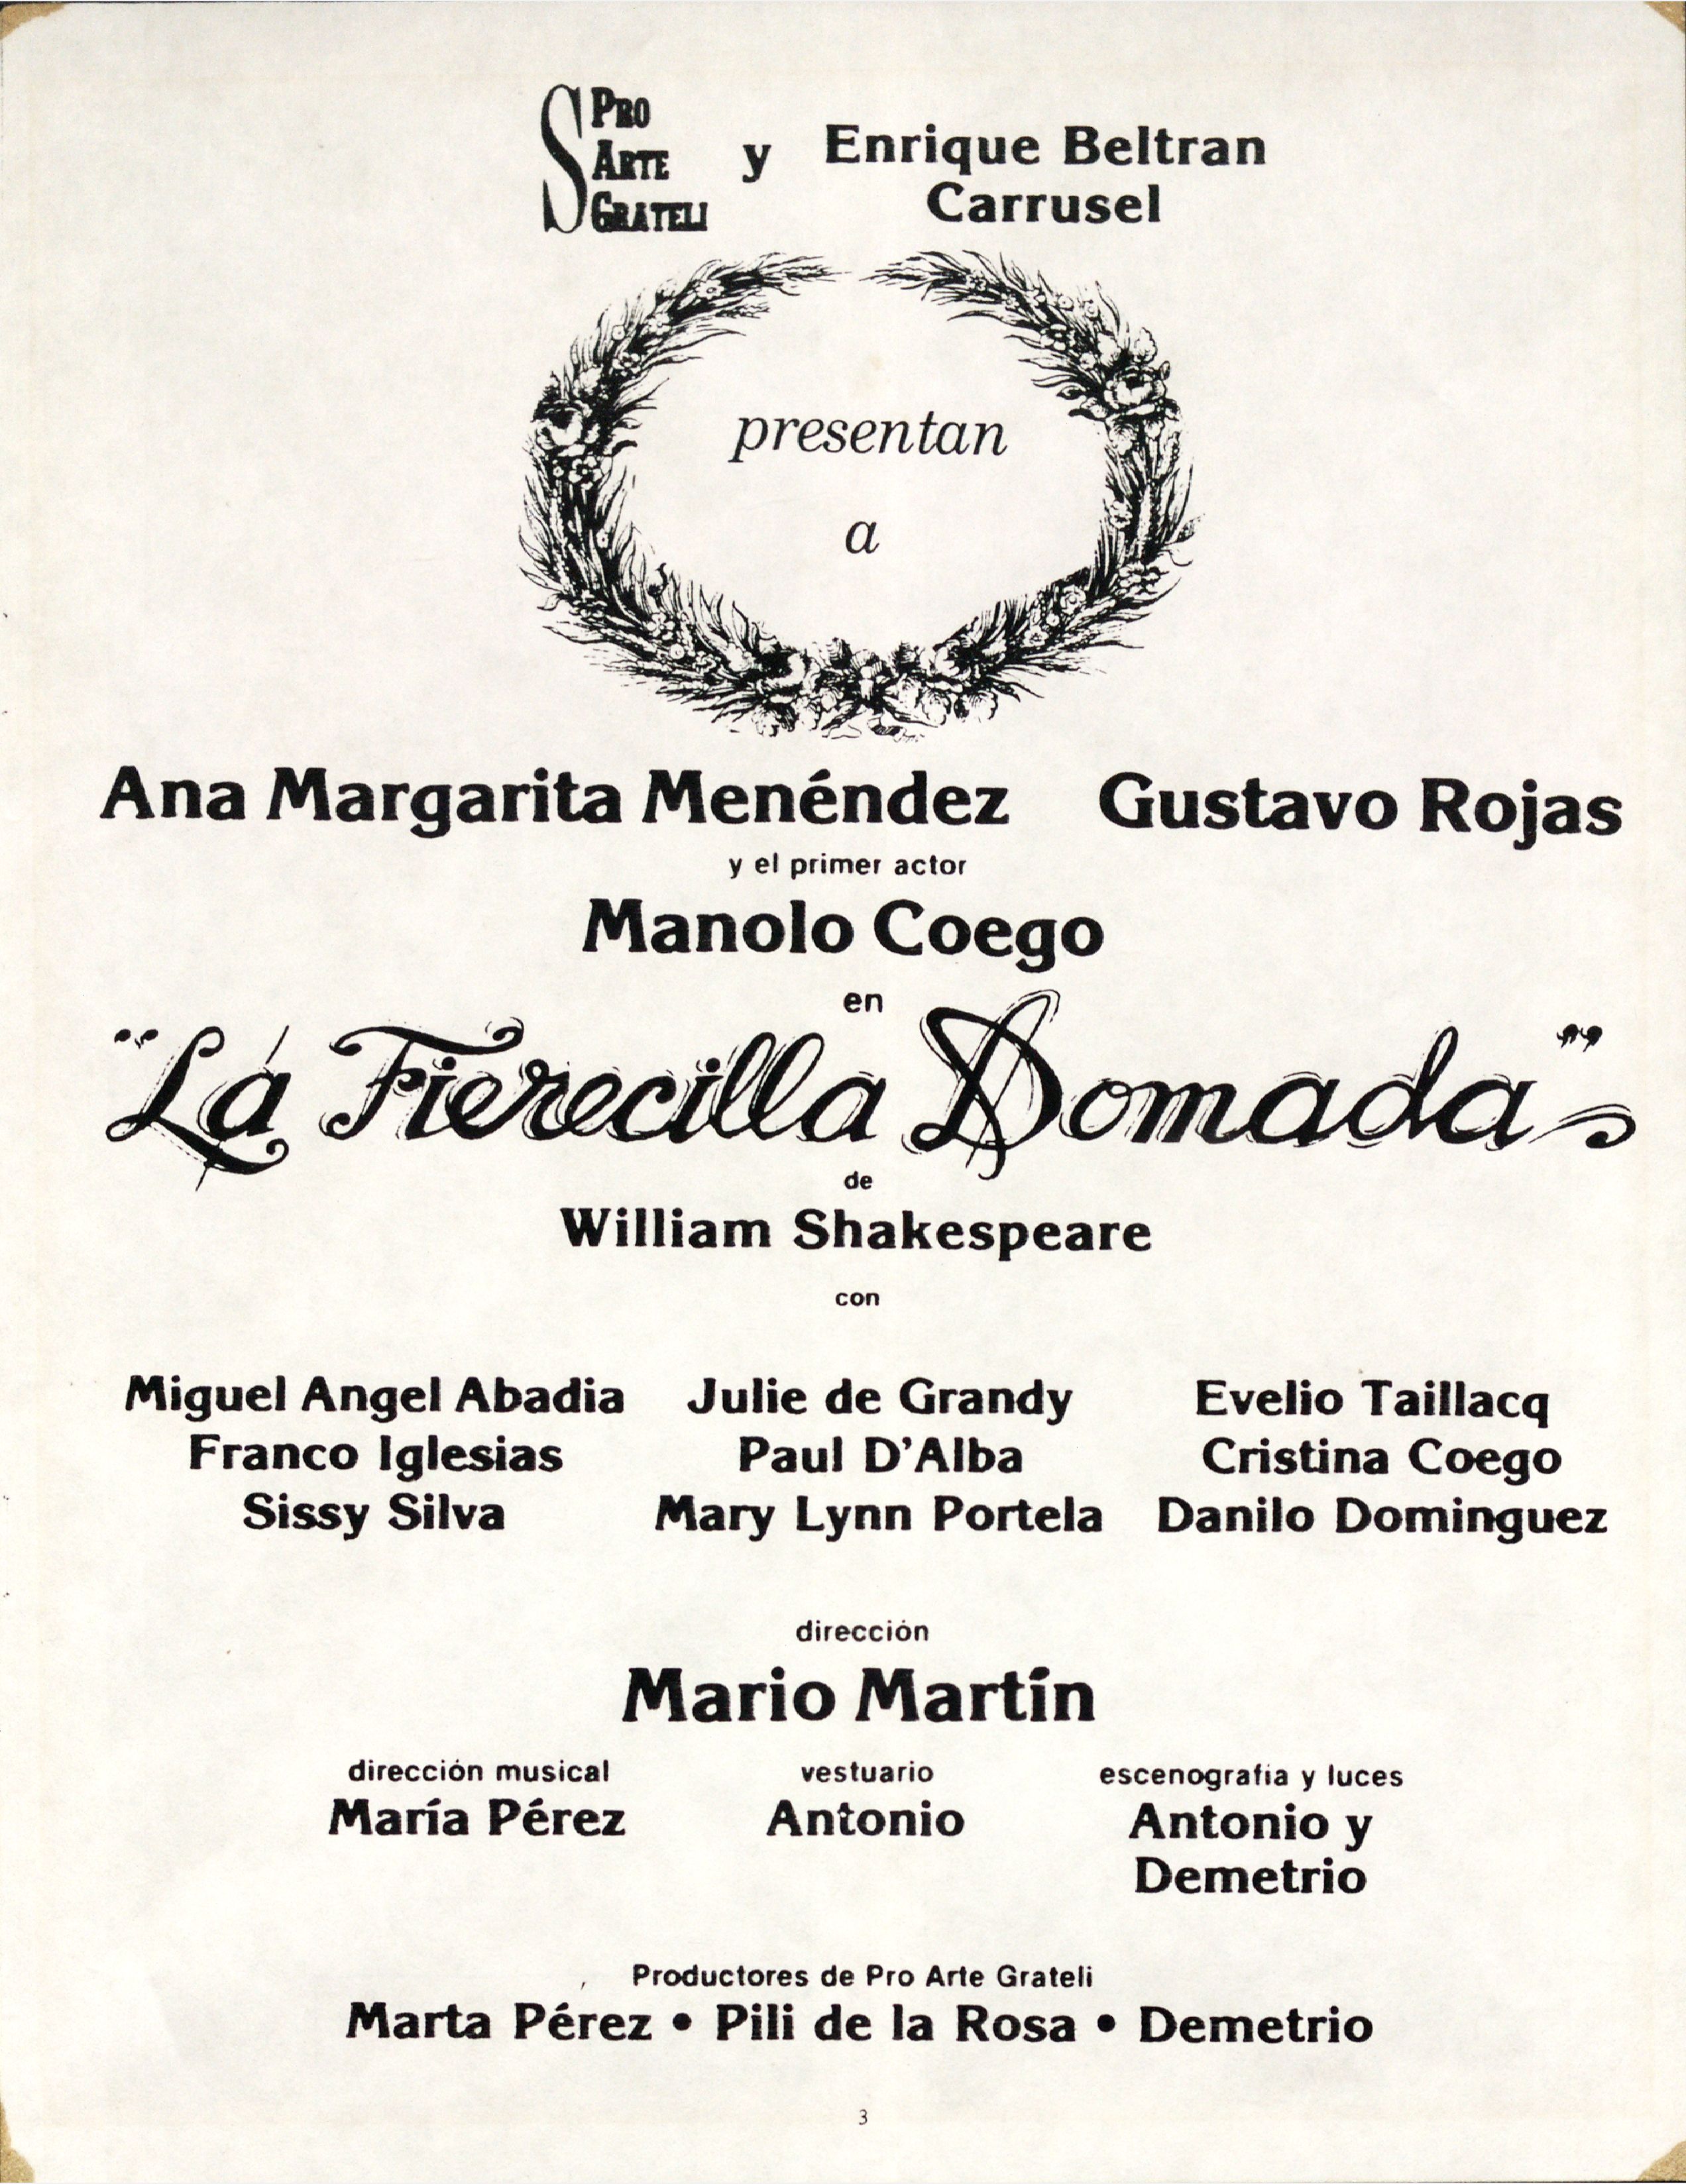 S PRO
ARTE
GRATELI
y
Enrique Beltran
Carrusel
presentan
a
Ana Margarita Menéndez Gustavo Rojas
y el primer actor
Manolo Coego
en
"La Fierecilla Domada"
de
William Shakespeare
con
Miguel Angel Abadia Julie de Grandy Evelio Taillacq
Franco Iglesias Paul D'Alba Cristina Coego
Sissy Silva Mary Lynn Portela Danilo Dominguez
dirección
Mario Martín
dirección musical vestuario escenografia y luces
María Pérez Antonio Antonio y
Demetrio
Productores de Pro Arte Grateli
Marta Pérez • Pili de la Rosa • Demetrio
3